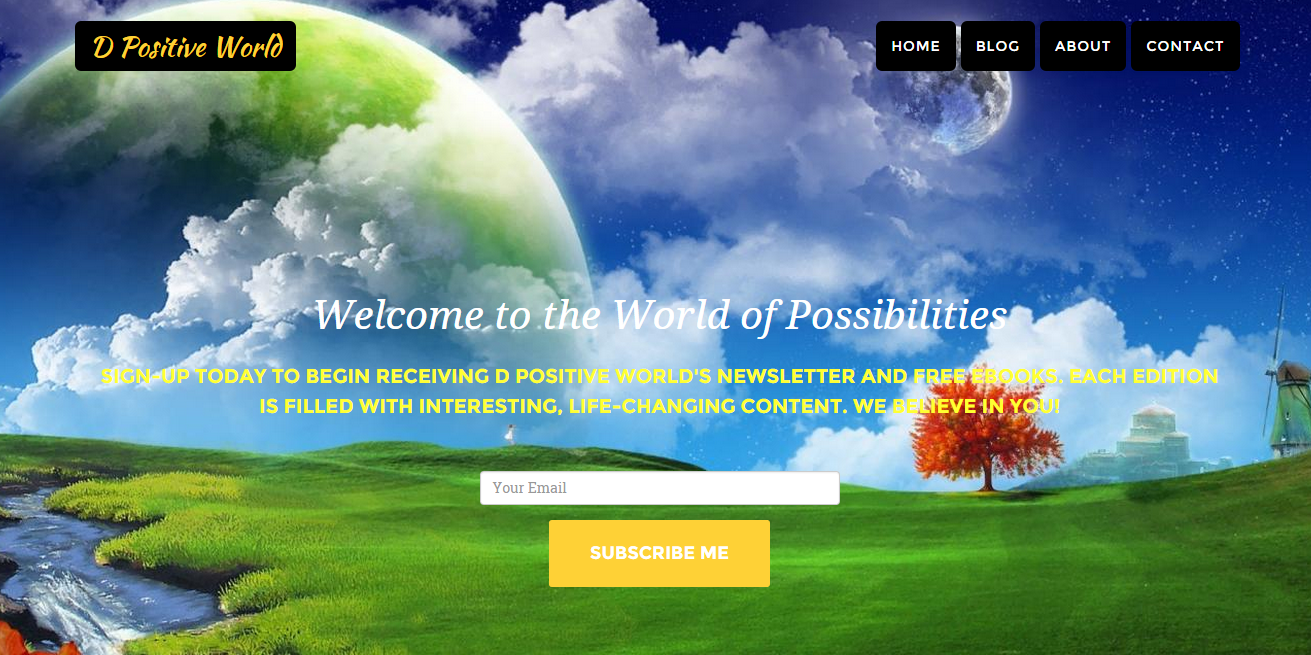 D Positive World
HOME BLOG ABOUT CONTACT
Welcome to the World of Possibilities
SIGN-UP TODAY TO BEGIN RECEIVING D POSITIVE WORLD'S NEWSLETTER AND FREE EBOOKS. EACH EDITION
IS FILLED WITH INTERESTING, LIFE-CHANGING CONTENT. WE BELIEVE IN YOU!
Your Email
SUBSCRIBE ME